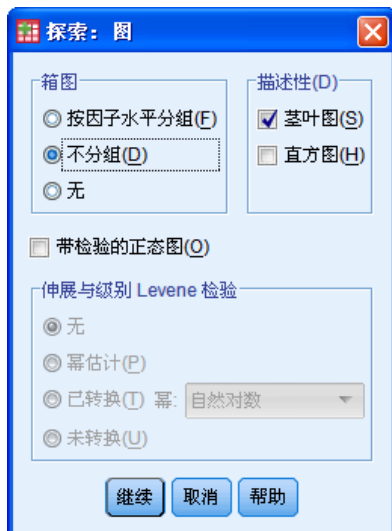 探索：图
箱图
按因子水平分组(F)
不分组(D)
无
描述性(D)
茎叶图(S)
直方图(H)
带检验的正态图(O)
伸展与级别 Levene 检验
无
幂估计(P)
已转换(T) 幂: 自然对数
未转换(U)
继续 取消 帮助